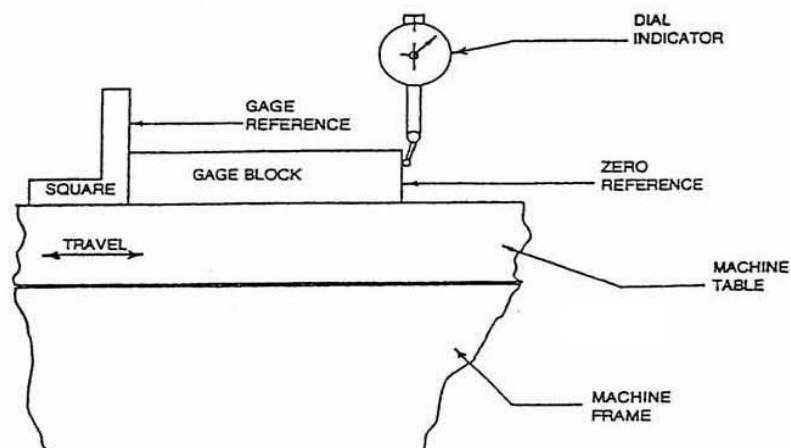 DIAL
INDICATOR
GAGE
REFERENCE
GAGE BLOCK
ZERO
REFERENCE
SQUARE
TRAVEL
MACHINE
TABLE
MACHINE
FRAME